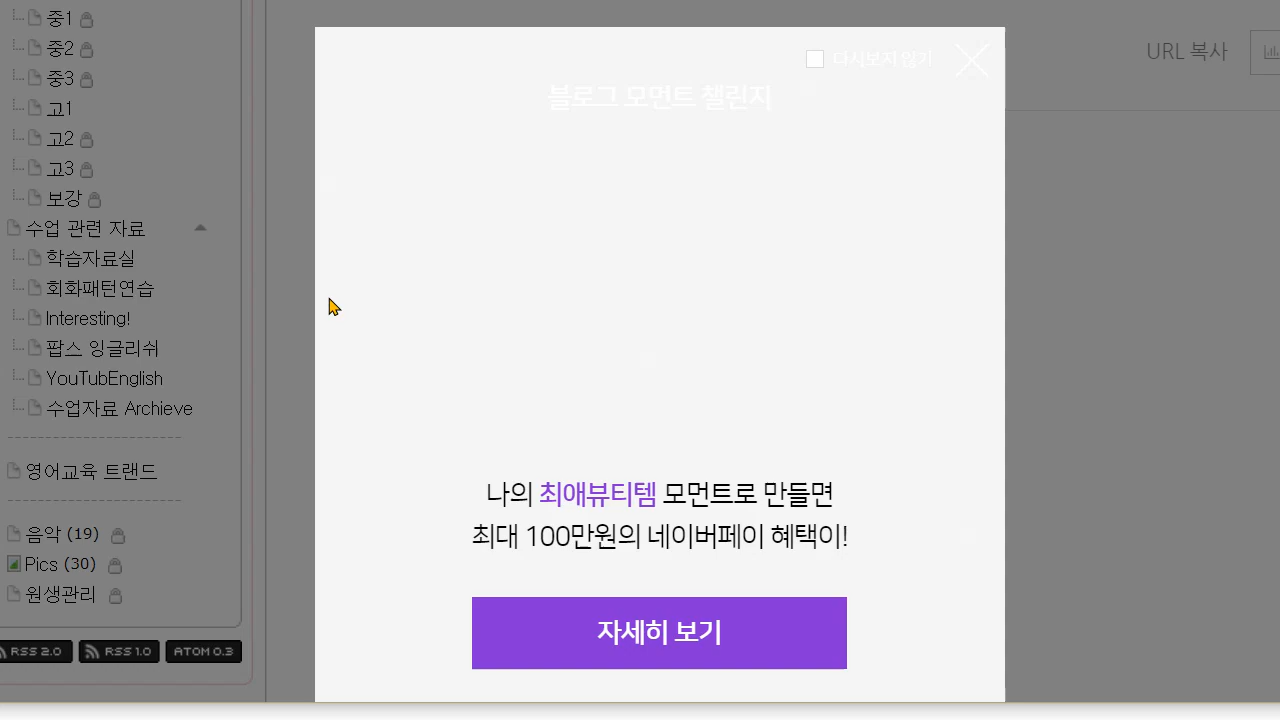 중1
중2
중3
고1
고2
고3
보강
수업 관련 자료
학습자료실
회화패턴연습
Interesting!
팝스 잉글리쉬
YouTubEnglish
수업자료 Archieve
영어교육 트랜드
음악 (19)
Pics (30)
원생관리
RSS 2.0
RSS 1.0
ATOM 0.3
다시보지 않기
블로그 모먼트 챌린지
나의 최애뷰티템 모먼트로 만들면
최대 100만원의 네이버페이 혜택이!
자세히 보기
URL 복사